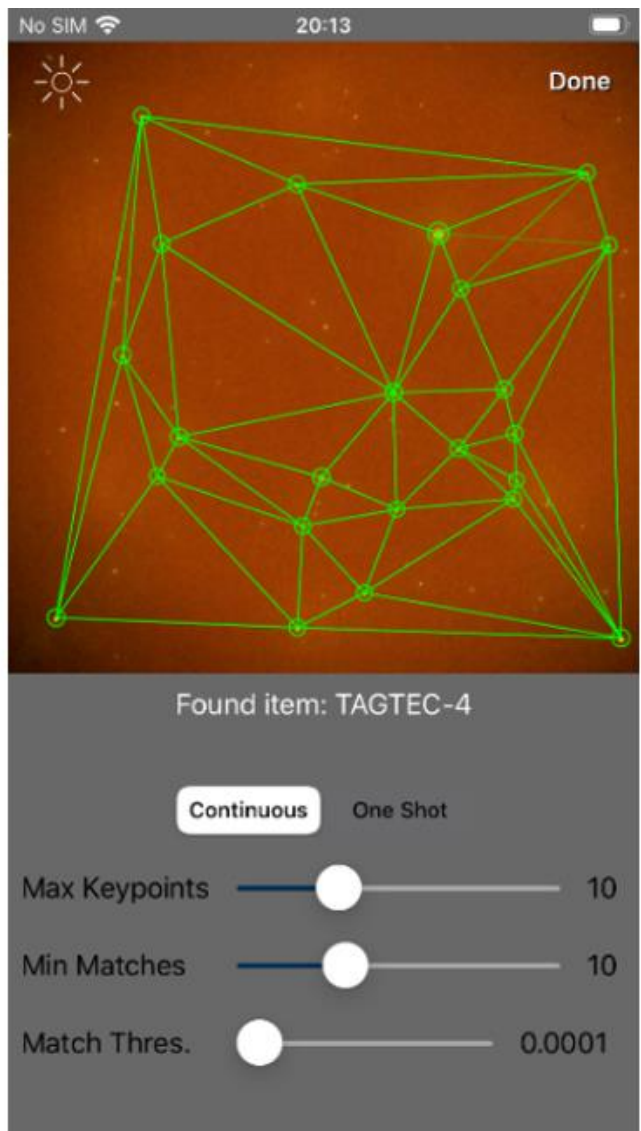 No SIM 20:13
Done
Found item: TAGTEC-4
Continuous One Shot
Max Keypoints 10
Min Matches 10
Match Thres. 0.0001